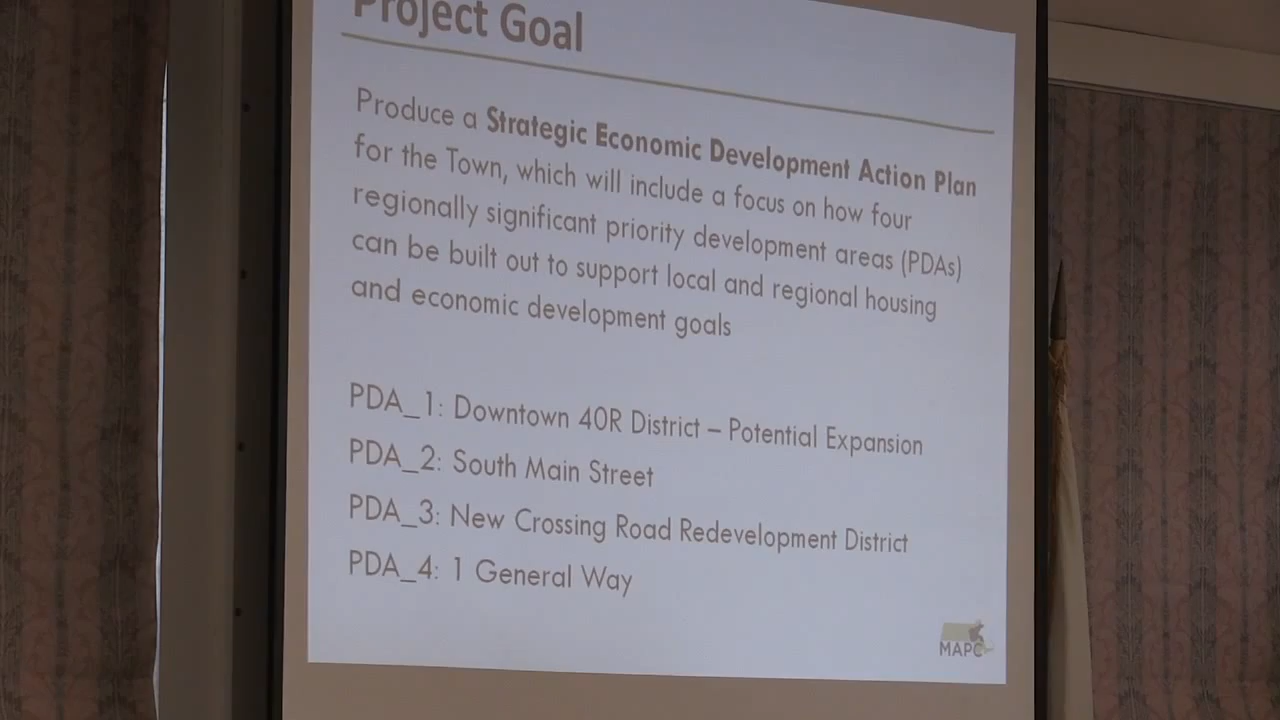 Project Goal
Produce a Strategic Economic Development Action Plan
for the Town, which will include a focus on how four
regionally significant priority development areas (PDAs)
can be built out to support local and regional housing
and economic development goals
PDA_1: Downtown 40R District – Potential Expansion
PDA_2: South Main Street
PDA_3: New Crossing Road Redevelopment District
PDA_4: 1 General Way
MAPC